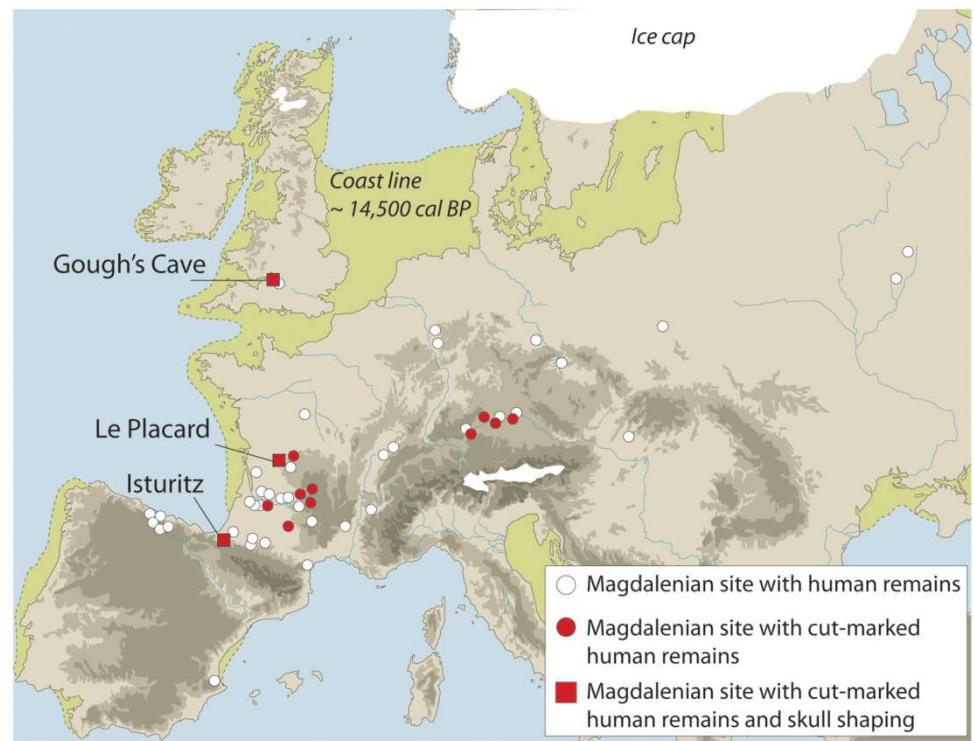 Ice cap
Coast line
~ 14,500 cal BP
Gough's Cave
Le Placard
Isturitz
Magdalenian site with human remains
Magdalenian site with cut-marked
human remains
Magdalenian site with cut-marked
human remains and skull shaping